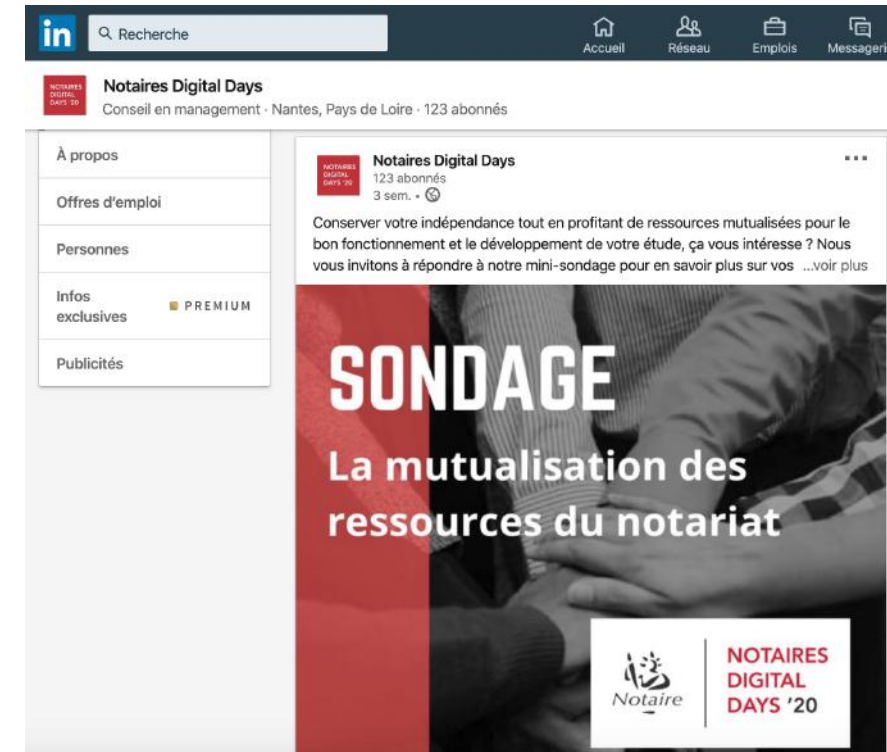 in
Recherche
Accueil
Réseau
Emplois
Messageri
NOTAIRES
DIGITAL
DAYS '20
Notaires Digital Days
Conseil en management · Nantes, Pays de Loire · 123 abonnés
À propos
Offres d'emploi
Personnes
Infos
exclusives
PREMIUM
Publicités
NOTAIRES
DIGITAL
DAYS '20
Notaires Digital Days
123 abonnés
3 sem. •
Conserver votre indépendance tout en profitant de ressources mutualisées pour le
bon fonctionnement et le développement de votre étude, ça vous intéresse ? Nous
vous invitons à répondre à notre mini-sondage pour en savoir plus sur vos ...voir plus
SONDAGE
La mutualisation des
ressources du notariat
Notaire
NOTAIRES
DIGITAL
DAYS '20